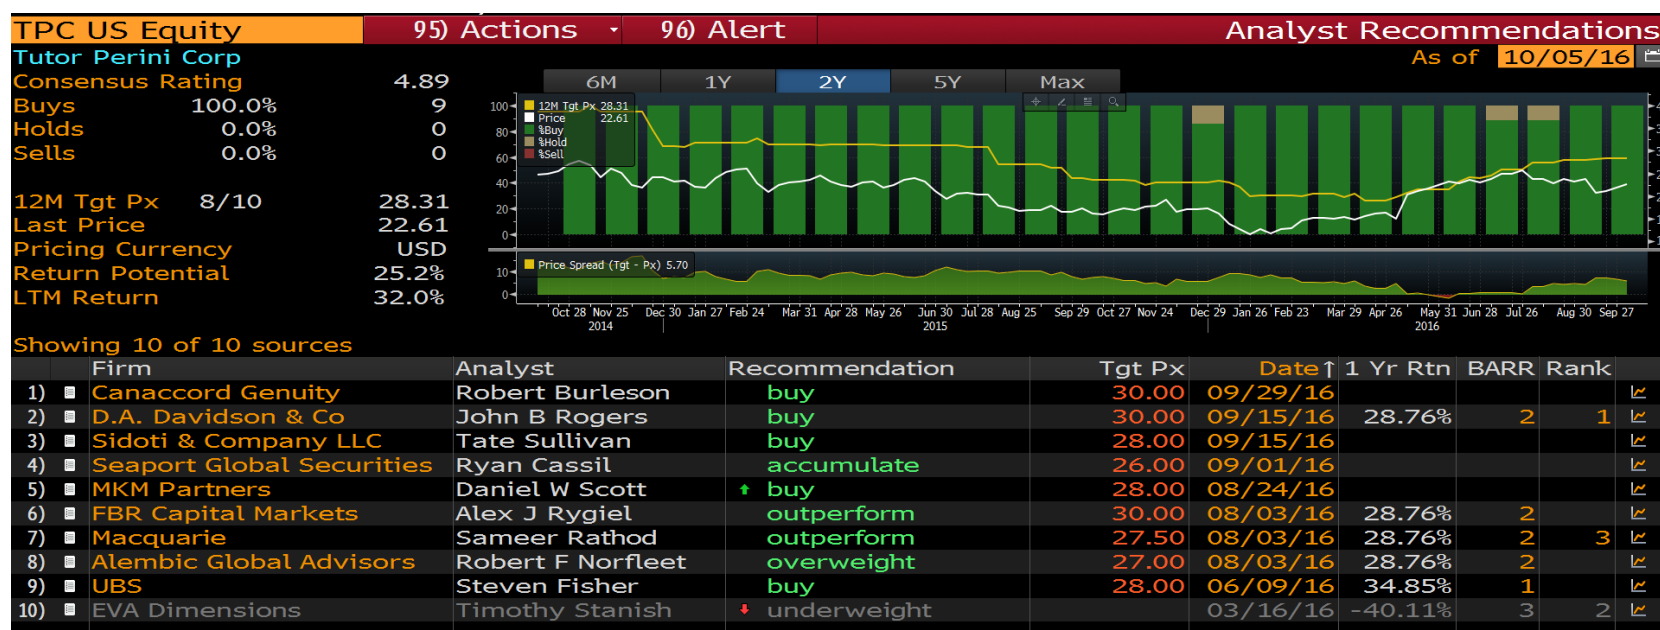 TPC US Equity 95) Actions 96) Alert Analyst Recommendations
Tutor Perini Corp As of 10/05/16
Consensus Rating 4.89
Buys 100.0% 9
Holds 0.0% 0
Sells 0.0% 0
12M Tgt Px 8/10 28.31
Last Price 22.61
Pricing Currency USD
Return Potential 25.2%
LTM Return 32.0%
6M 1Y 2Y 5Y Max
12M Tgt Px 28.31
Price 22.61
%Buy
%Hold
%Sell
100
80
60
40
20
0
Price Spread (Tgt - Px) 5.70
10
0
Oct 28 Nov 25 Dec 30 Jan 27 Feb 24 Mar 31 Apr 28 May 26 Jun 30 Jul 28 Aug 25 Sep 29 Oct 27 Nov 24 Dec 29 Jan 26 Feb 23 Mar 29 Apr 26 May 31 Jun 28 Jul 26 Aug 30 Sep 27
2014 2015 2016
Showing 10 of 10 sources
Firm Analyst Recommendation Tgt Px Date↑ 1 Yr Rtn BARR Rank
1) Canaccord Genuity Robert Burleson buy 30.00 09/29/16
2) D.A. Davidson & Co John B Rogers buy 30.00 09/15/16 28.76% 2 1
3) Sidoti & Company LLC Tate Sullivan buy 28.00 09/15/16
4) Seaport Global Securities Ryan Cassil accumulate 26.00 09/01/16
5) MKM Partners Daniel W Scott buy 28.00 08/24/16
6) FBR Capital Markets Alex J Rygiel outperform 30.00 08/03/16 28.76% 2
7) Macquarie Sameer Rathod outperform 27.50 08/03/16 28.76% 2 3
8) Alembic Global Advisors Robert F Norfleet overweight 27.00 08/03/16 28.76% 2
9) UBS Steven Fisher buy 28.00 06/09/16 34.85% 1
10) EVA Dimensions Timothy Stanish underweight 03/16/16 -40.11% 3 2